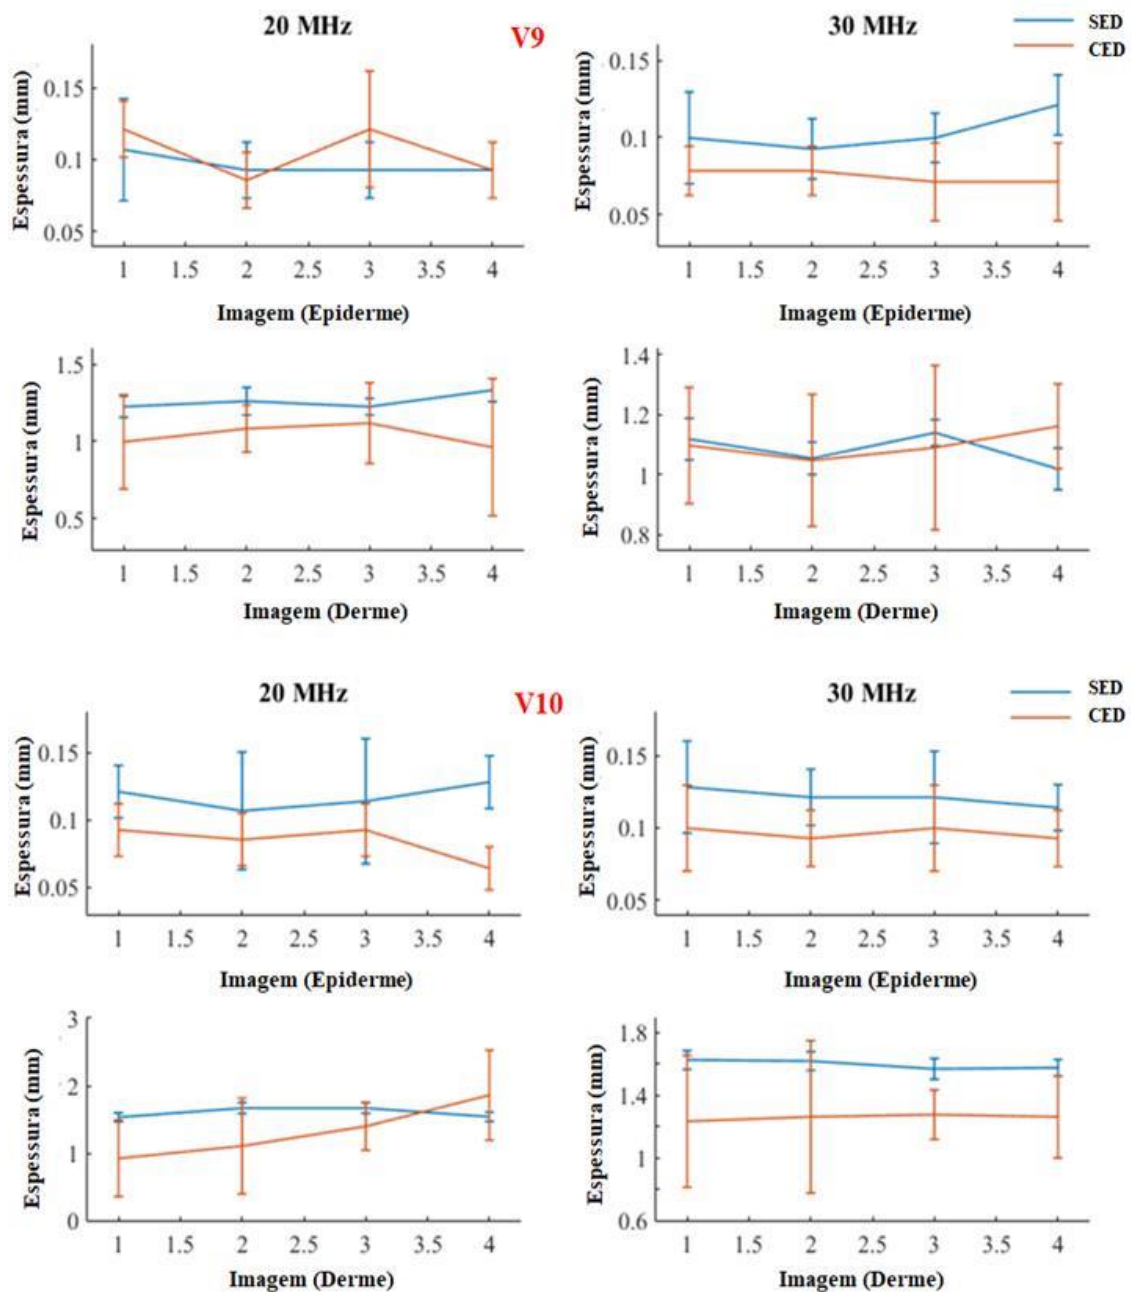 20 MHz
V9
30 MHz
SED
CED
Espessura (mm)
0.15
0.1
0.05
1 1.5 2 2.5 3 3.5 4
Imagem (Epiderme)
Espessura (mm)
0.15
0.1
0.05
1 1.5 2 2.5 3 3.5 4
Imagem (Epiderme)
Espessura (mm)
1.5
1
0.5
1 1.5 2 2.5 3 3.5 4
Imagem (Derme)
Espessura (mm)
1.4
1.2
1
0.8
1 1.5 2 2.5 3 3.5 4
Imagem (Derme)
20 MHz
V10
30 MHz
SED
CED
Espessura (mm)
0.15
0.1
0.05
1 1.5 2 2.5 3 3.5 4
Imagem (Epiderme)
Espessura (mm)
0.15
0.1
0.05
1 1.5 2 2.5 3 3.5 4
Imagem (Epiderme)
Espessura (mm)
3
2
1
0
1 1.5 2 2.5 3 3.5 4
Imagem (Derme)
Espessura (mm)
1.8
1.4
1
0.6
1 1.5 2 2.5 3 3.5 4
Imagem (Derme)